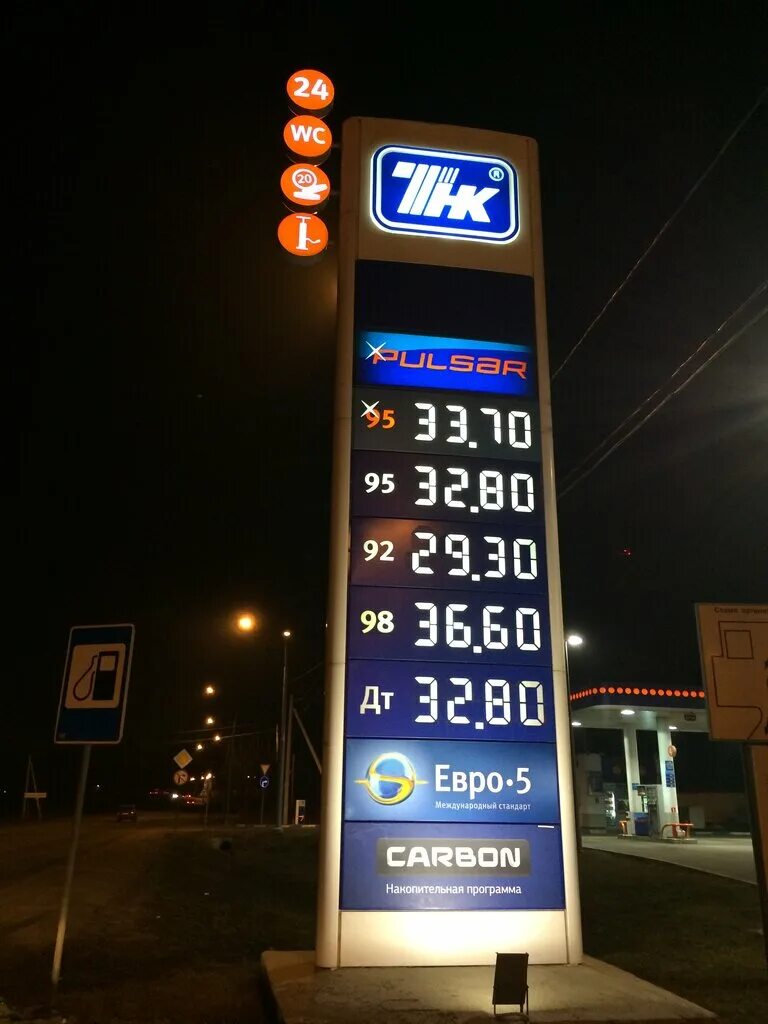 24
WC
20
ТНК®
PULSAR
95 33.70
95 32.80
92 29.30
98 36.60
Дт 32.80
Евро·5
Международный стандарт
CARBON
Накопительная программа